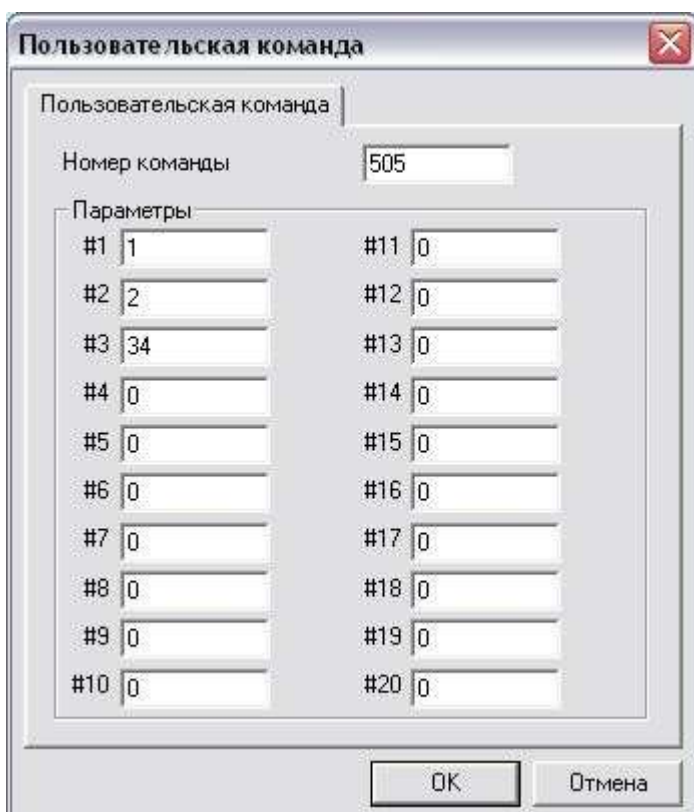 Пользовательская команда
Пользовательская команда
Номер команды 505
Параметры
#1 1 #11 0
#2 2 #12 0
#3 34 #13 0
#4 0 #14 0
#5 0 #15 0
#6 0 #16 0
#7 0 #17 0
#8 0 #18 0
#9 0 #19 0
#10 0 #20 0
OK Отмена